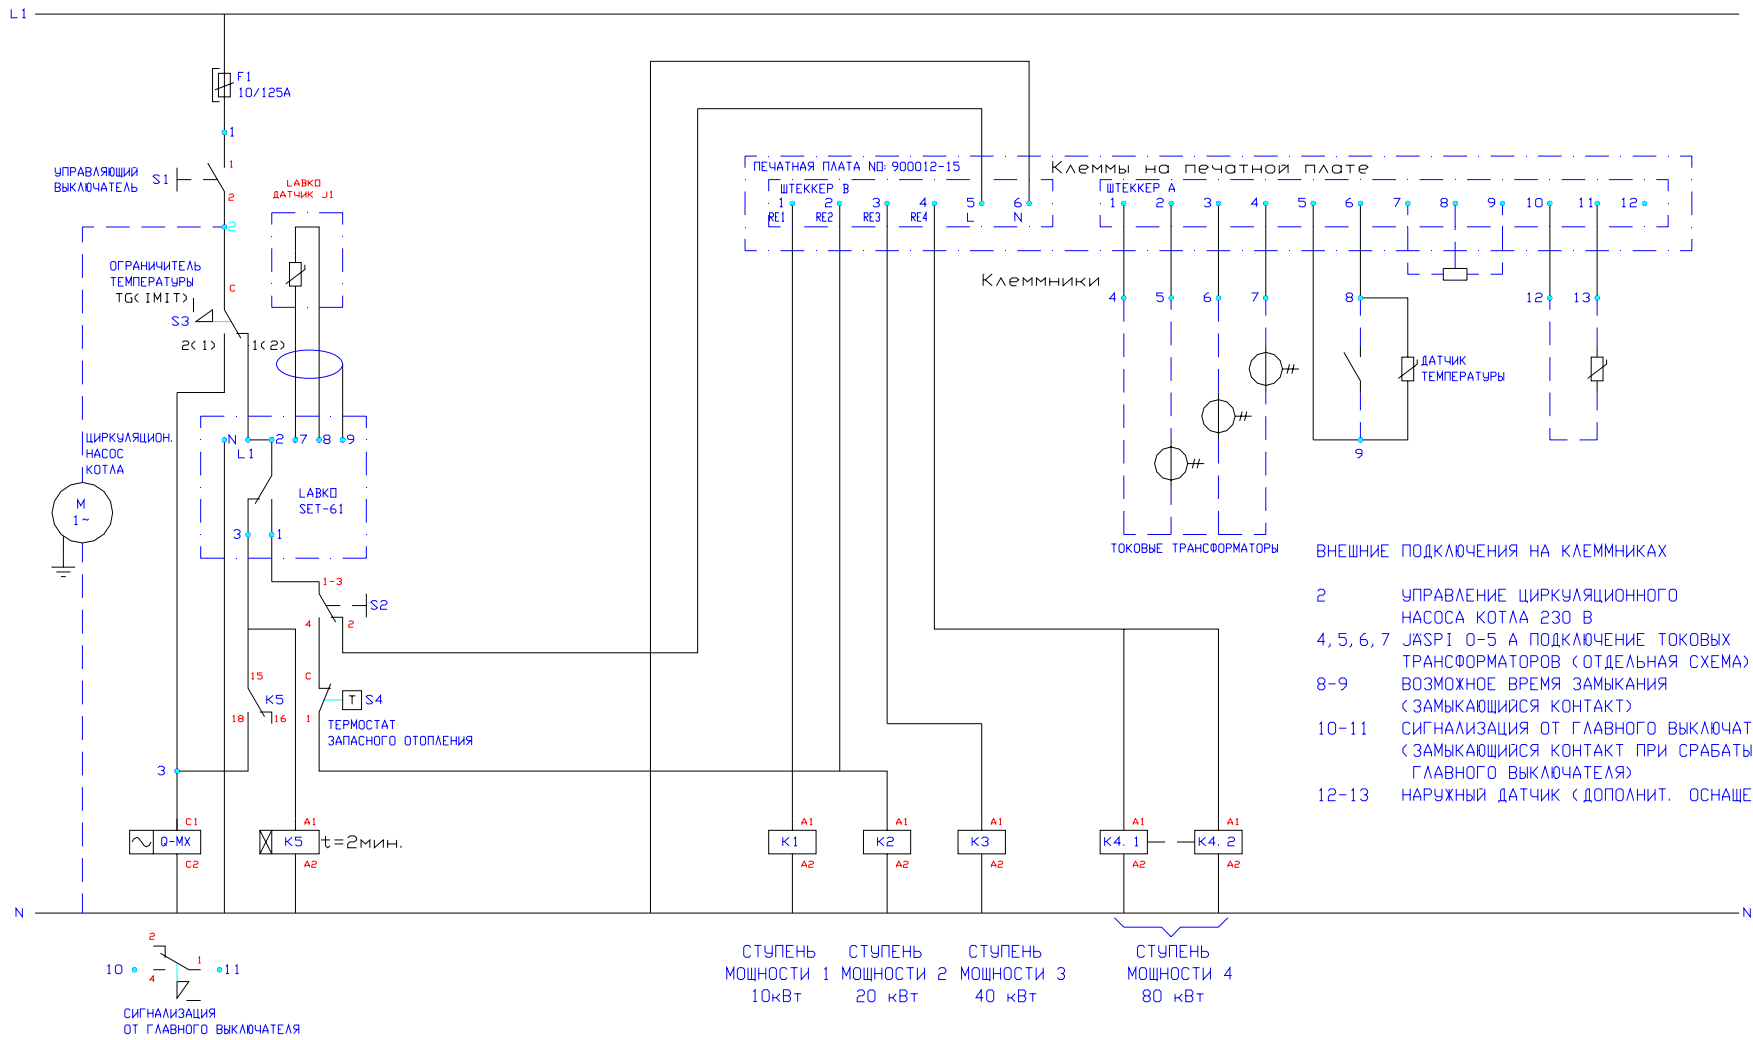 L1
F1
10/125A
1
УПРАВЛЯЮЩИЙ
ВЫКЛЮЧАТЕЛЬ
S1
1
2
2
LABKO
ДАТЧИК J1
ОГРАНИЧИТЕЛЬ
ТЕМПЕРАТУРЫ
TG(IMIT)
C
S3
2(1)
1(2)
ЦИРКУЛЯЦИОН.
НАСОС
КОТЛА
M
1~
N
L1
2
7
8
9
LABKO
SET-61
3
1
1-3
S2
4
2
15
K5
18
16
C
T
S4
1
ТЕРМОСТАТ
ЗАПАСНОГО ОТОПЛЕНИЯ
3
C1
Q-MX
C2
A1
K5
t=2мин.
A2
ПЕЧАТНАЯ ПЛАТА NO: 900012-15
Клеммы на печатной плате
ШТЕККЕР B
1 2 3 4 5 6
RE1 RE2 RE3 RE4 L N
ШТЕККЕР A
1 2 3 4 5 6 7 8 9 10 11 12
Клеммники
4 5 6 7 8 12 13
ДАТЧИК
ТЕМПЕРАТУРЫ
9
ТОКОВЫЕ ТРАНСФОРМАТОРЫ
ВНЕШНИЕ ПОДКЛЮЧЕНИЯ НА КЛЕММНИКАХ
2 УПРАВЛЕНИЕ ЦИРКУЛЯЦИОННОГО
НАСОСА КОТЛА 230 В
4,5,6,7 JÄSPI 0-5 А ПОДКЛЮЧЕНИЕ ТОКОВЫХ
ТРАНСФОРМАТОРОВ (ОТДЕЛЬНАЯ СХЕМА)
8-9 ВОЗМОЖНОЕ ВРЕМЯ ЗАМЫКАНИЯ
(ЗАМЫКАЮЩИЙСЯ КОНТАКТ)
10-11 СИГНАЛИЗАЦИЯ ОТ ГЛАВНОГО ВЫКЛЮЧАТ
(ЗАМЫКАЮЩИЙСЯ КОНТАКТ ПРИ СРАБАТЫ
ГЛАВНОГО ВЫКЛЮЧАТЕЛЯ)
12-13 НАРУЖНЫЙ ДАТЧИК (ДОПОЛНИТ. ОСНАЩЕ
A1 A1 A1 A1 A1
K1 K2 K3 K4.1 K4.2
A2 A2 A2 A2 A2
N
N
2
10
4
1
11
СИГНАЛИЗАЦИЯ
ОТ ГЛАВНОГО ВЫКЛЮЧАТЕЛЯ
СТУПЕНЬ
МОЩНОСТИ 1
10кВт
СТУПЕНЬ
МОЩНОСТИ 2
20 кВт
СТУПЕНЬ
МОЩНОСТИ 3
40 кВт
СТУПЕНЬ
МОЩНОСТИ 4
80 кВт